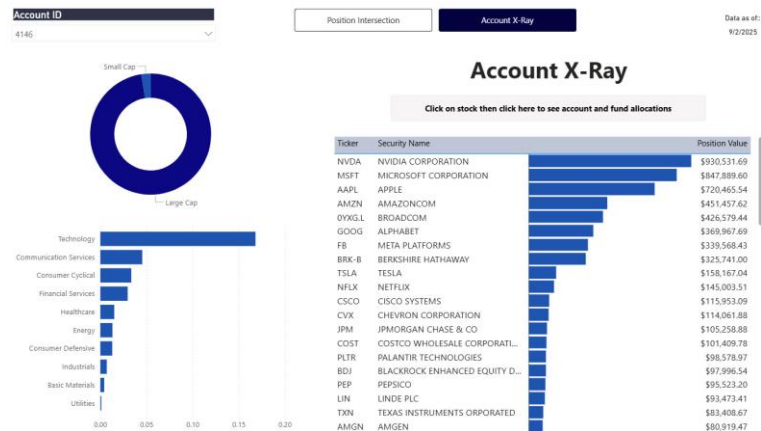 Account ID
4146
Position Intersection
Account X-Ray
Data as of:
9/2/2025
Small Cap
Large Cap
Account X-Ray
Click on stock then click here to see account and fund allocations
Ticker Security Name Position Value
NVDA NVIDIA CORPORATION $930,531.69
MSFT MICROSOFT CORPORATION $847,889.60
AAPL APPLE $720,465.54
AMZN AMAZONCOM $451,457.62
0YXG.L BROADCOM $426,579.44
GOOG ALPHABET $369,967.69
FB META PLATFORMS $339,568.43
BRK-B BERKSHIRE HATHAWAY $325,741.00
TSLA TESLA $158,167.04
NFLX NETFLIX $145,003.51
CSCO CISCO SYSTEMS $115,953.09
CVX CHEVRON CORPORATION $114,061.88
JPM JPMORGAN CHASE & CO $105,258.88
COST COSTCO WHOLESALE CORPORATI... $101,409.78
PLTR PALANTIR TECHNOLOGIES $98,578.97
BDJ BLACKROCK ENHANCED EQUITY D... $97,996.54
PEP PEPSICO $95,523.20
LIN LINDE PLC $93,473.41
TXN TEXAS INSTRUMENTS ORPORATED $83,408.67
AMGN AMGEN $80,919.47
Technology
Communication Services
Consumer Cyclical
Financial Services
Healthcare
Energy
Consumer Defensive
Industrials
Basic Materials
Utilities
0.00 0.05 0.10 0.15 0.20